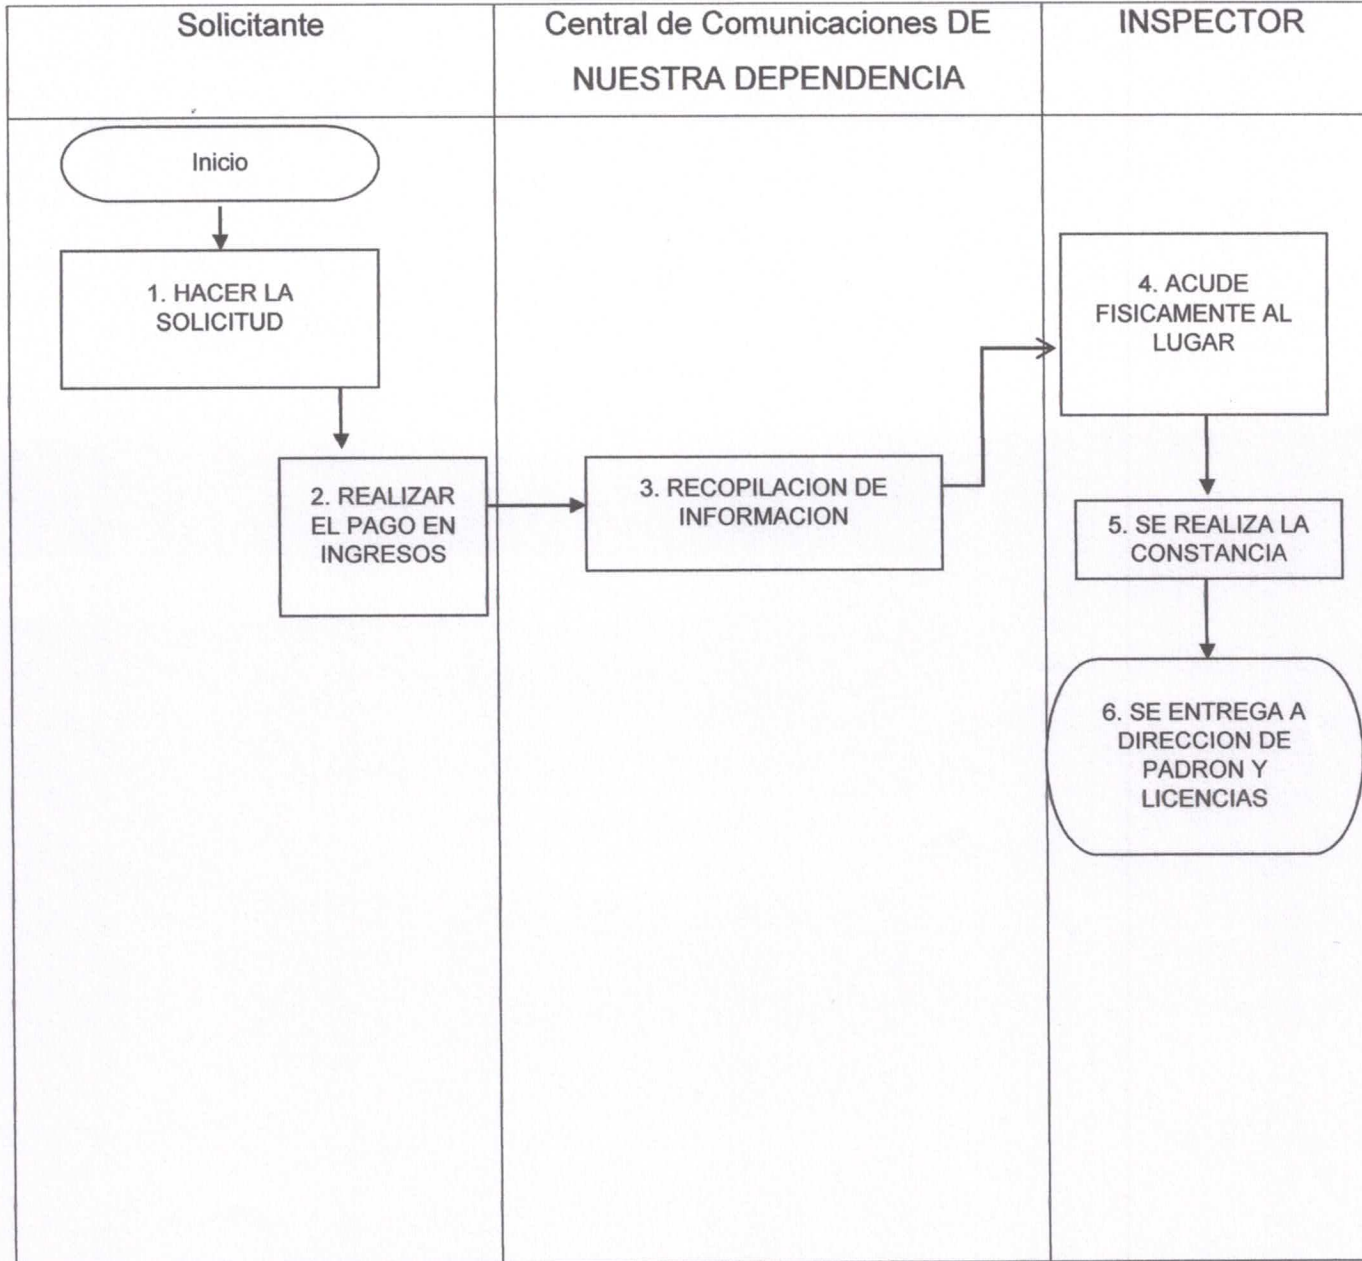 Solicitante
Central de Comunicaciones DE
NUESTRA DEPENDENCIA
INSPECTOR
Inicio
1. HACER LA
SOLICITUD
2. REALIZAR
EL PAGO EN
INGRESOS
3. RECOPILACION DE
INFORMACION
4. ACUDE
FISICAMENTE AL
LUGAR
5. SE REALIZA LA
CONSTANCIA
6. SE ENTREGA A
DIRECCION DE
PADRON Y
LICENCIAS